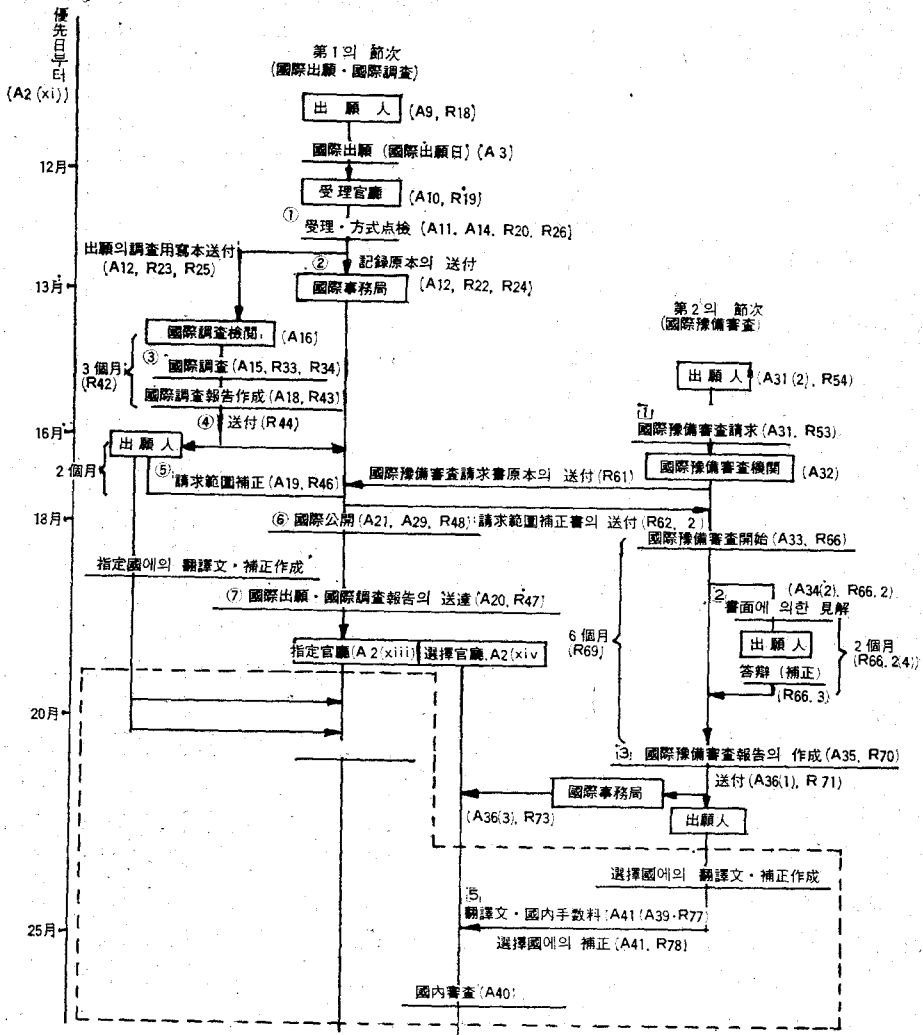 優先日부터
(A2 (xi))
第1의 節次
(國際出願・國際調査)
出願人 (A9, R18)
國際出願 (國際出願日) (A 3)
12月
受理官廳 (A10, R19)
① 受理・方式点檢 (A11. A14, R20, R26)
出願의 調査用寫本送付
(A12, R23, R25)
② 記録原本의 送付
13月
國際事務局 (A12, R22, R24)
第2의 節次
(國際豫備審査)
國際調査檢関 (A16)
3 個月
(R42)
③ 國際調査 (A15, R33, R34)
出願人 (A31 (2), R54)
國際調査報告作成 (A18, R43)
④ 送付 (R44)
1 國際豫備審査請求 (A31, R53)
16月
出願人
國際豫備審査機関 (A32)
2 個月
⑤ 請求範圍補正 (A19, R46)
國際豫備審査請求書原本의 送付 (R61)
18月
⑥ 國際公開 (A21, A29, R48)
請求範圍補正書의 送付 (R62, 2)
國際豫備審査開始 (A33, R66)
指定國에의 翻譯文・補正作成
(A34(2), R66. 2)
⑦ 國際出願・國際調査報告의 送達 (A20, R47)
2 書面에 의한 見解
6 個月
(R69)
指定官廳 (A 2 (xiii)
選擇官廳. A2 (xiv
出願人
2 個月
(R66, 2(4))
答辯 (補正)
(R66. 3)
20月
3 國際豫備審査報告의 作成 (A35, R70)
送付 (A36(1), R71)
國際事務局
(A36(3), R73)
出願人
選擇國에의 翻譯文・補正作成
5
翻譯文・國内手數料 (A41 (A39・R77)
25月
選擇國에의 補正 (A41, R78)
國内審査 (A40)